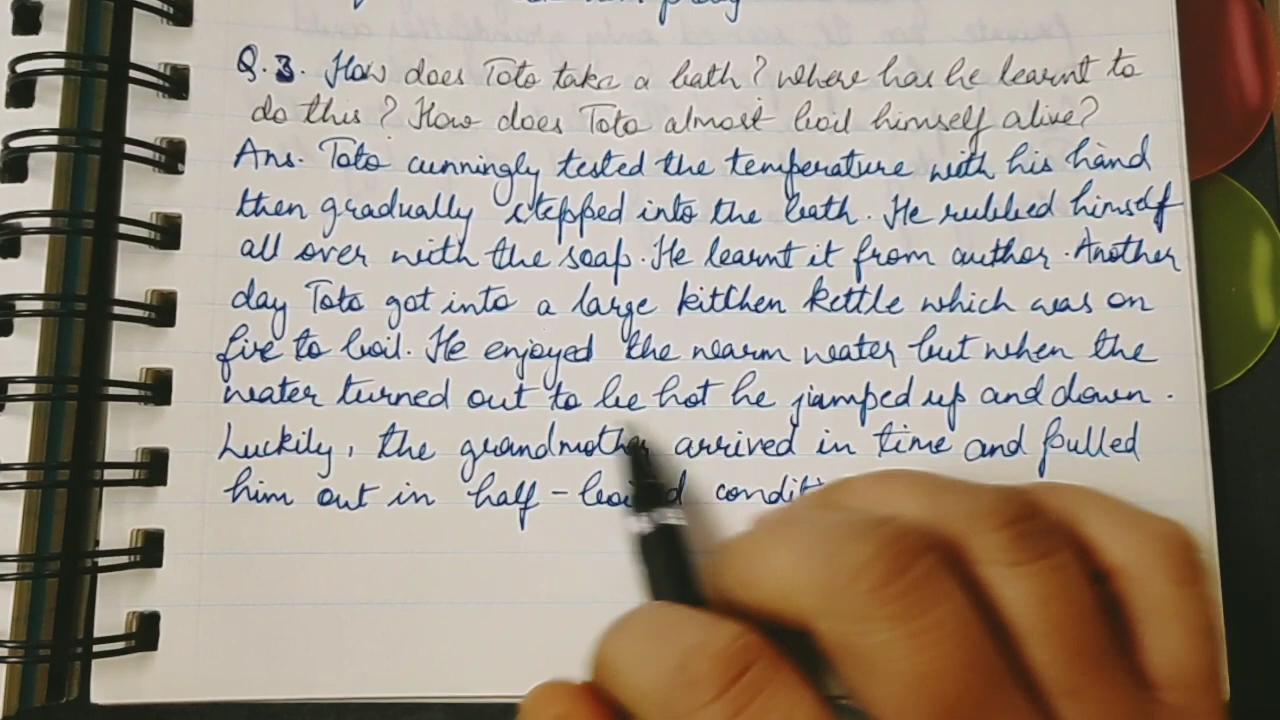 Q.3. How does Toto take a bath? Where has he learnt to
do this? How does Toto almost boil himself alive?
Ans. Toto cunningly tested the temperature with his hand
then gradually stepped into the bath. He rubbed himself
all over with the soap. He learnt it from author. Another
day Toto got into a large kitchen kettle which was on
fire to boil. He enjoyed the warm water but when the
water turned out to be hot he jumped up and down.
Luckily, the grandmother arrived in time and pulled
him out in half-boiled